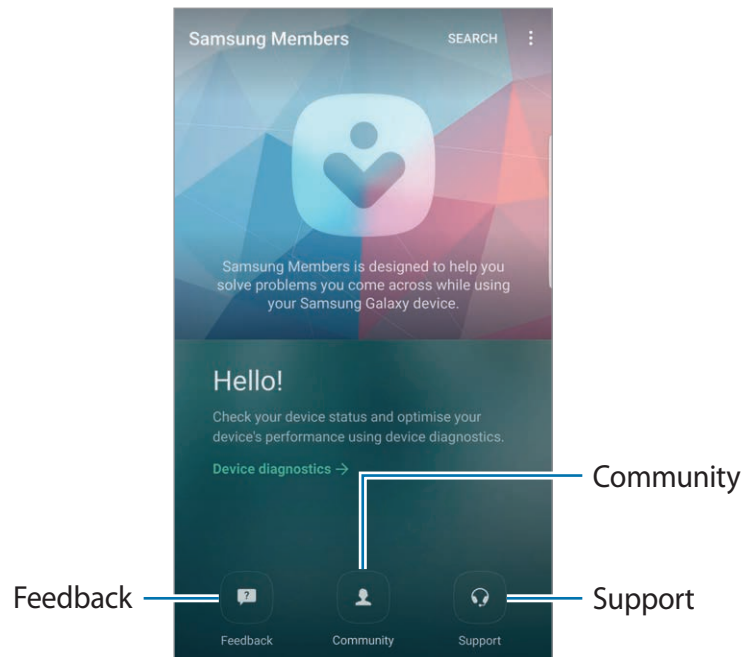 Samsung Members SEARCH
Samsung Members is designed to help you
solve problems you come across while using
your Samsung Galaxy device.
Hello!
Check your device status and optimise your
device's performance using device diagnostics.
Device diagnostics →
Community
Feedback
Support
?
Feedback Community Support